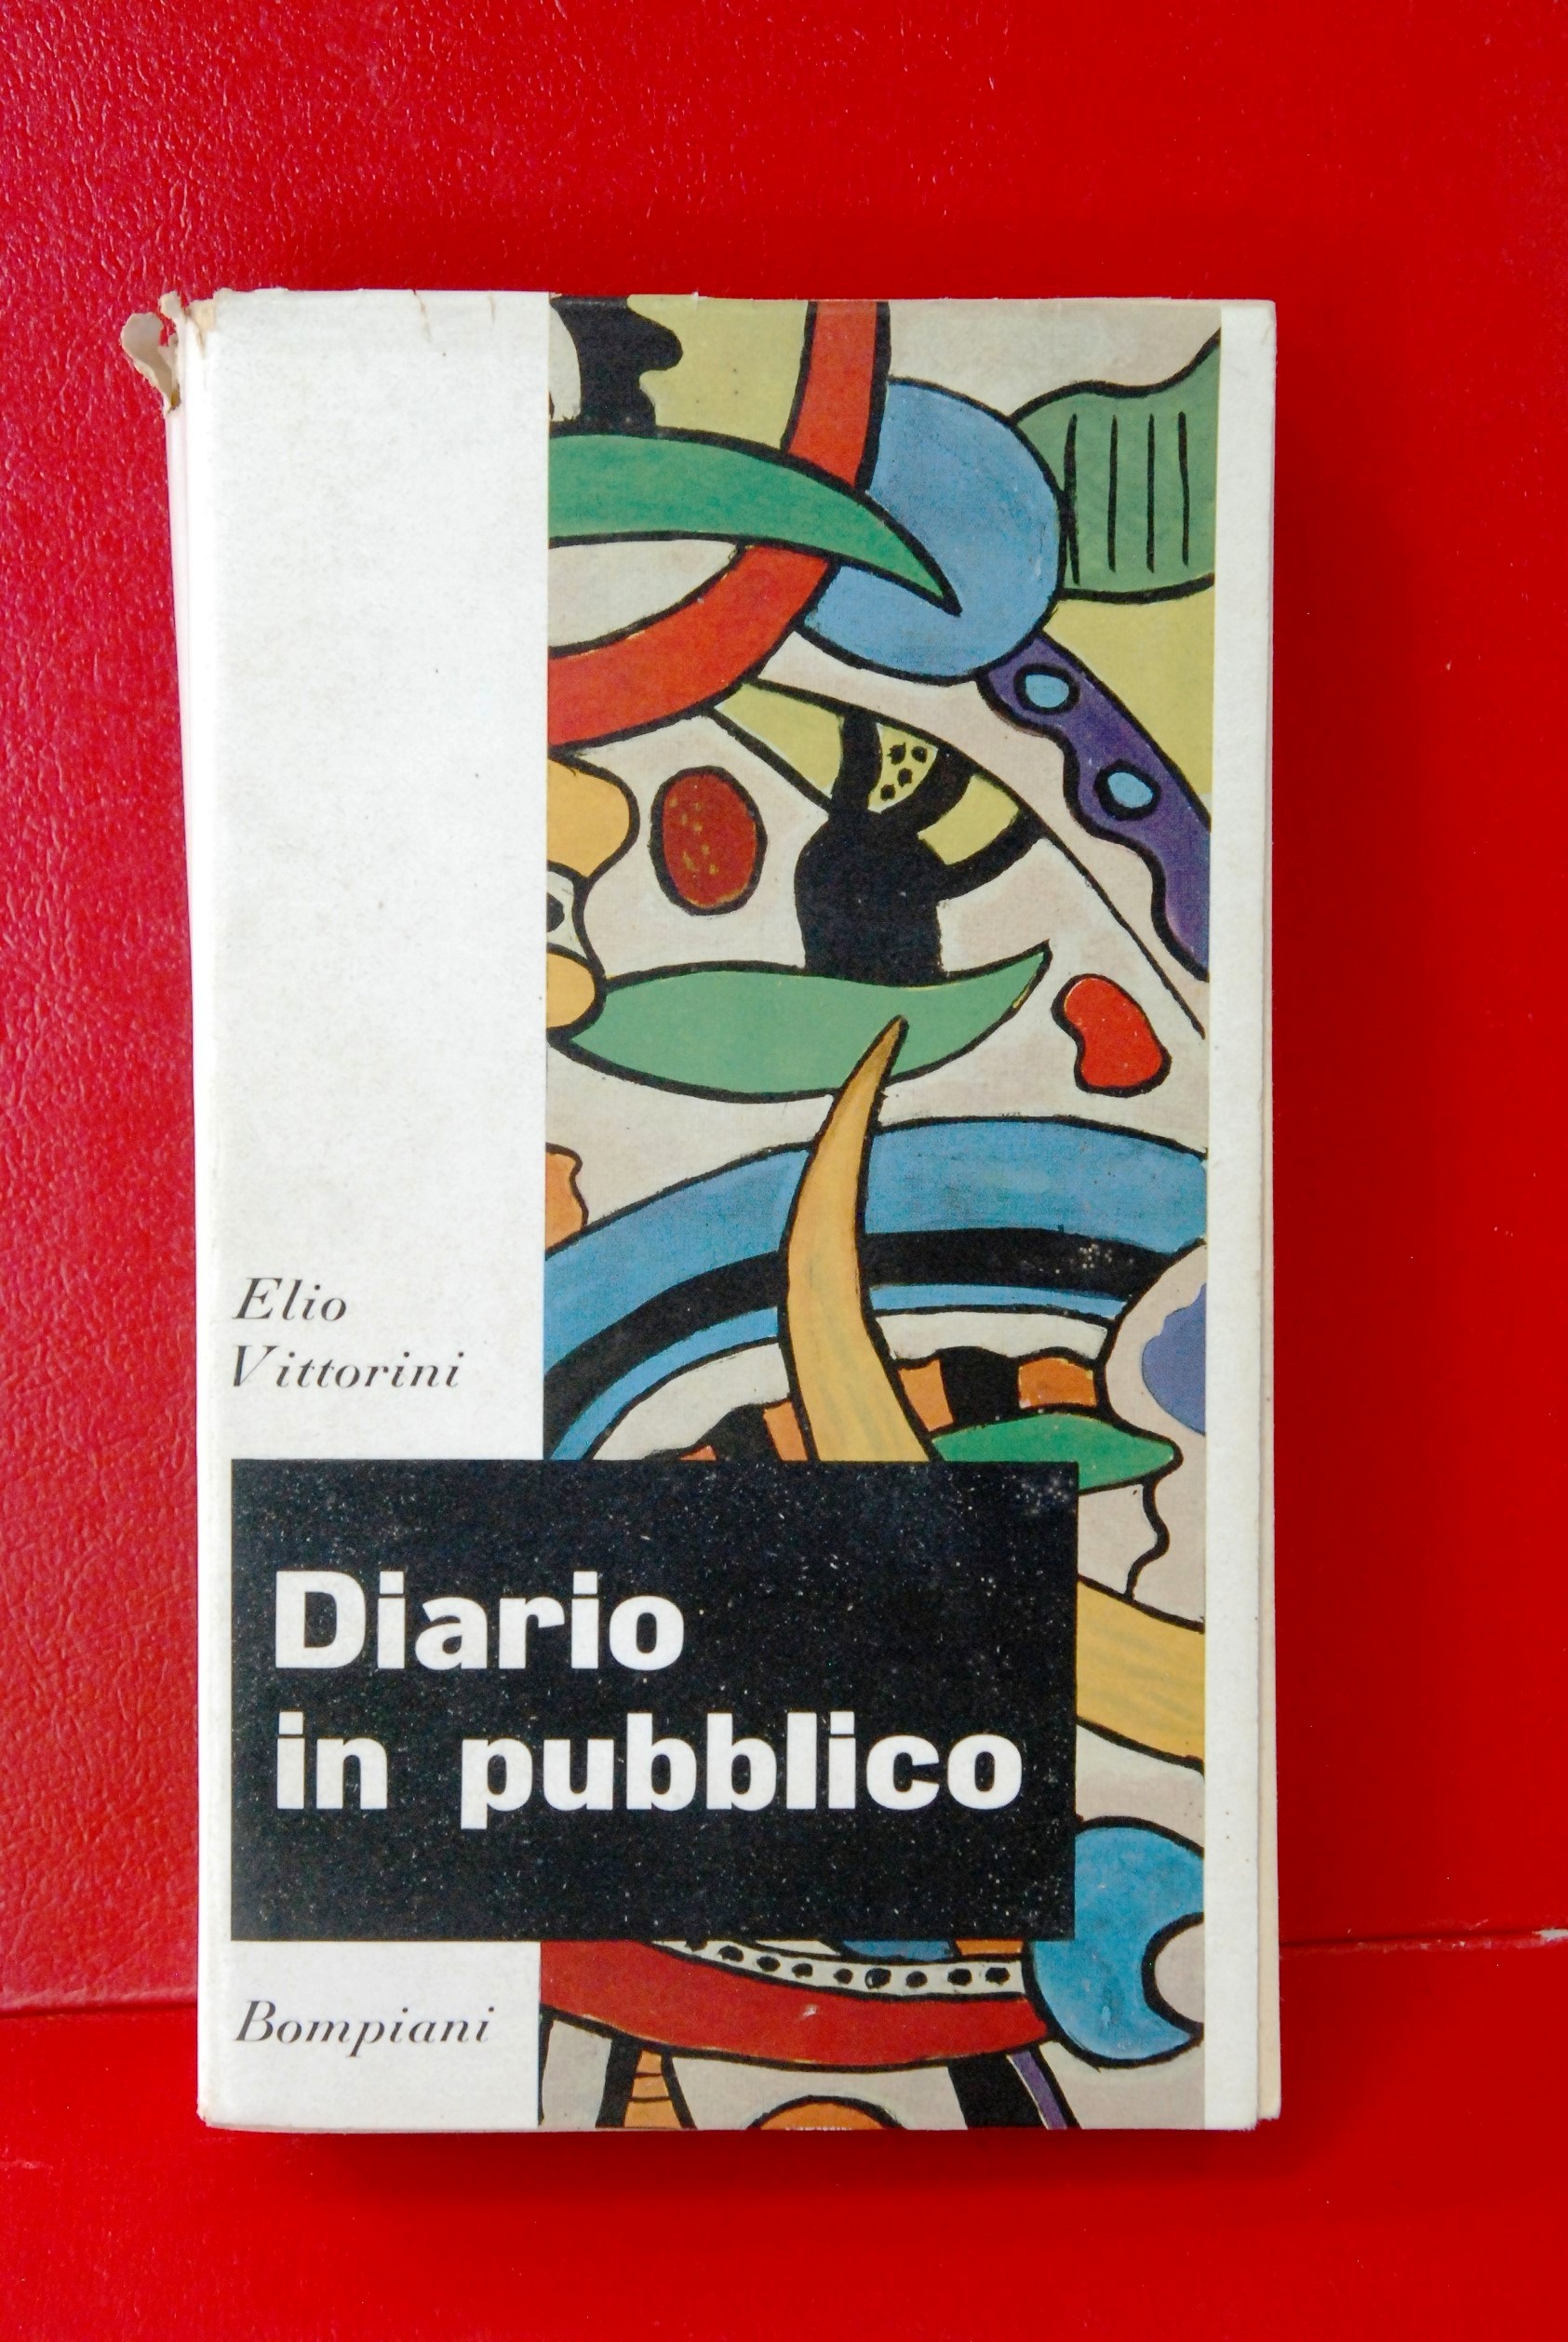 Elio
Vittorini
Diario
in pubblico
Bompiani